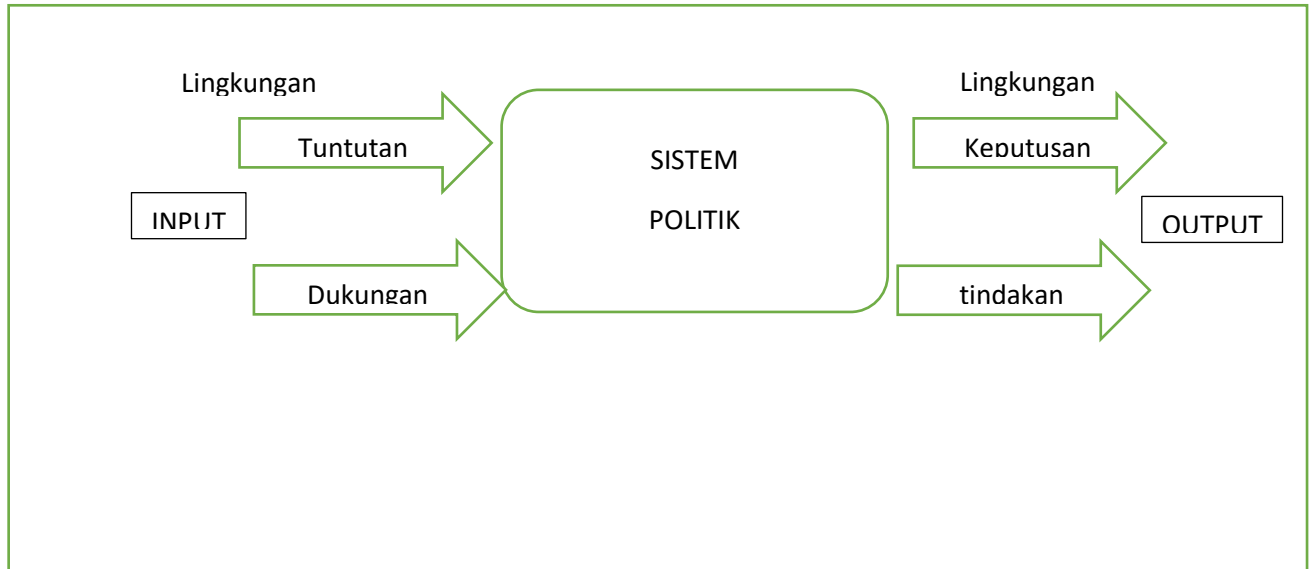 Lingkungan
Lingkungan
Tuntutan
SISTEM
Keputusan
INPUT
POLITIK
OUTPUT
Dukungan
tindakan